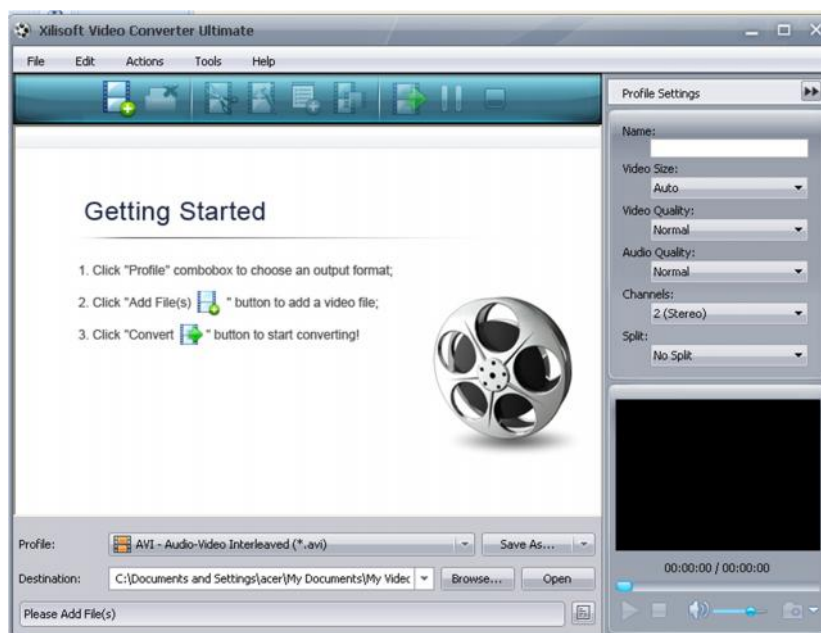 Xilisoft Video Converter Ultimate
File Edit Actions Tools Help
Getting Started
1. Click "Profile" combobox to choose an output format;
2. Click "Add File(s) " button to add a video file;
3. Click "Convert " button to start converting!
Profile: AVI - Audio-Video Interleaved (*.avi) Save As...
Destination: C:\Documents and Settings\acer\My Documents\My Videc Browse... Open
Please Add File(s)
Profile Settings
Name:
Video Size:
Auto
Video Quality:
Normal
Audio Quality:
Normal
Channels:
2 (Stereo)
Split:
No Split
00:00:00 / 00:00:00